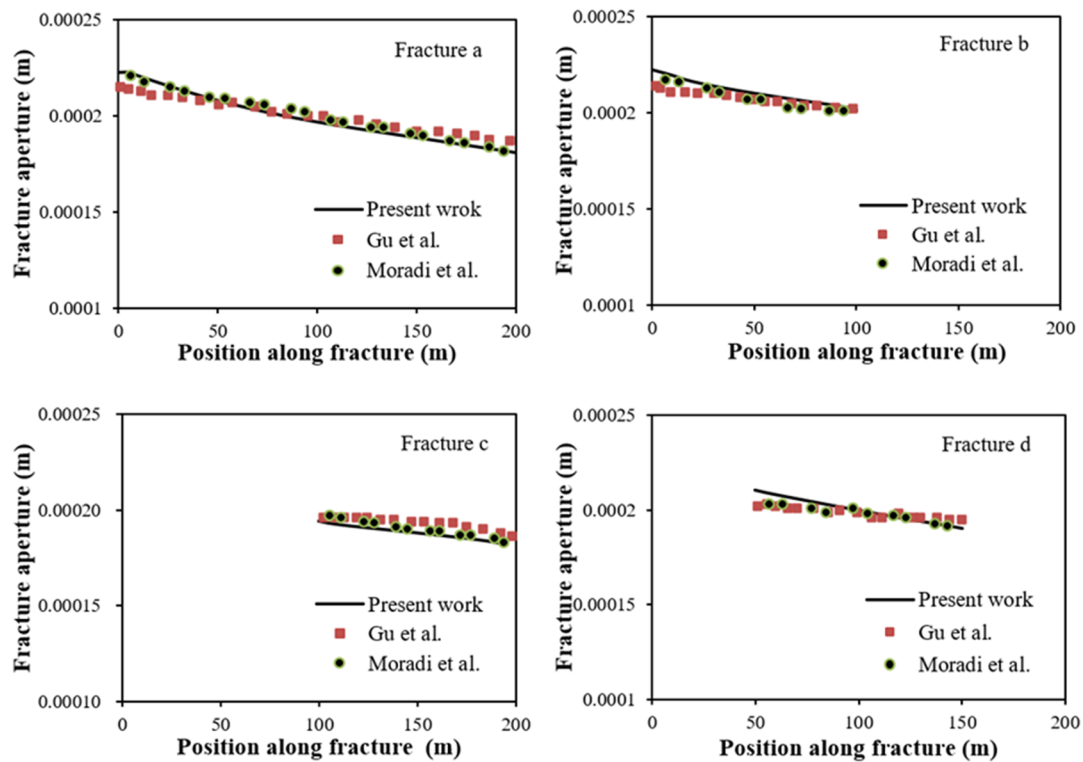 0.00025
0.0002
0.00015
0.0001
Fracture aperture (m)
Fracture a
Present wrok
Gu et al.
Moradi et al.
0 50 100 150 200
Position along fracture (m)
0.00025
0.0002
0.00015
0.0001
Fracture aperture (m)
Fracture b
Present work
Gu et al.
Moradi et al.
0 50 100 150 200
Position along fracture (m)
0.00025
0.00020
0.00015
0.00010
Fracture aperture (m)
Fracture c
Present work
Gu et al.
Moradi et al.
0 50 100 150 200
Position along fracture (m)
0.00025
0.0002
0.00015
0.0001
Fracture aperture (m)
Fracture d
Present work
Gu et al.
Moradi et al.
0 50 100 150 200
Position along fracture (m)